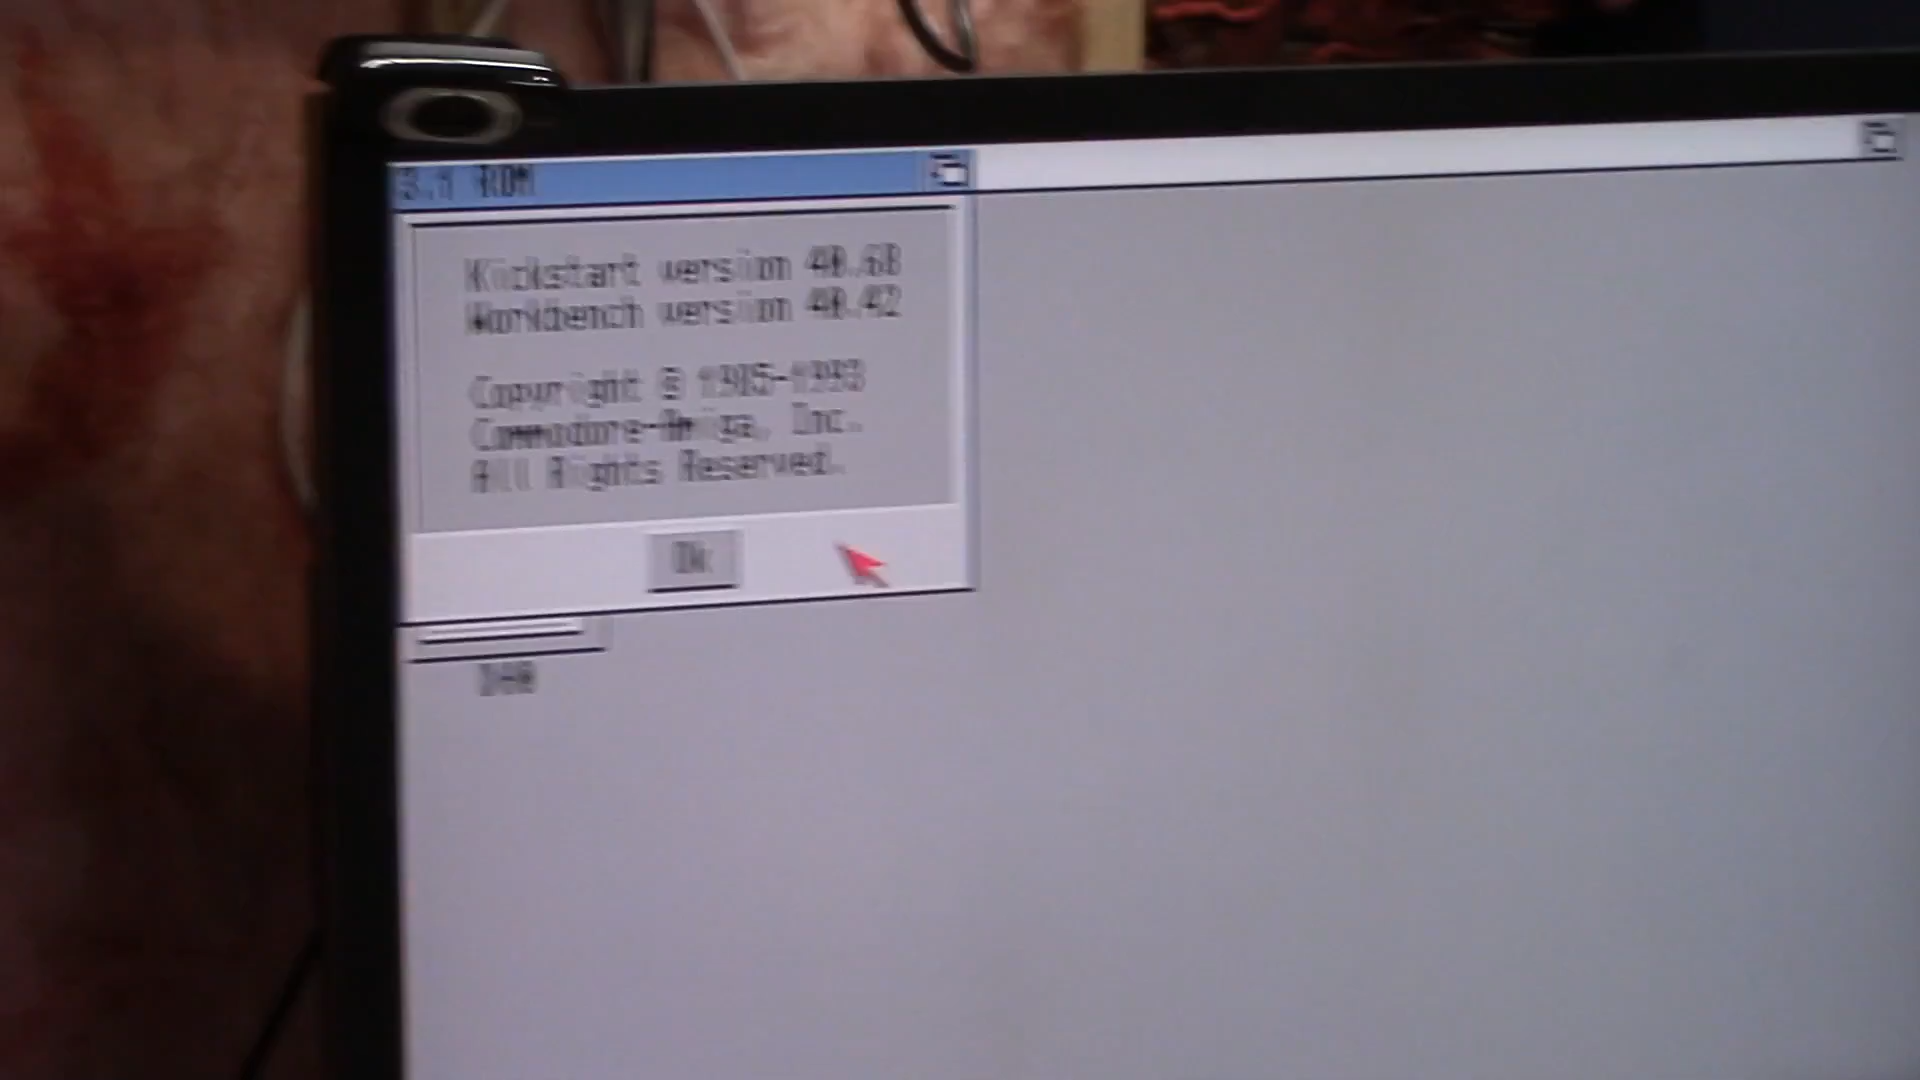 3.1 ROM
Kickstart version 40.68
Workbench version 40.42
Copyright © 1985-1993
Commodore-Amiga, Inc.
All Rights Reserved.
Ok
DH0